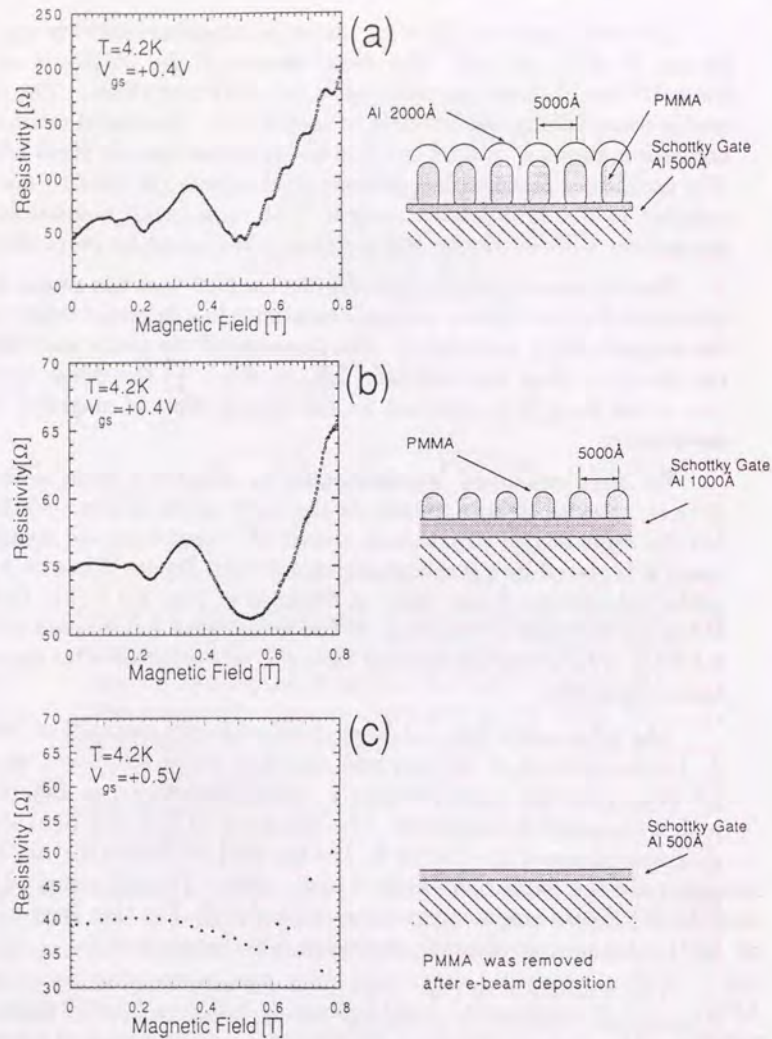 (a)
250
200
150
100
50
0
Resistivity [Ω]
T=4.2K
Vgs=+0.4V
0 0.2 0.4 0.6 0.8
Magnetic Field [T]
Al 2000Å
5000Å
PMMA
Schottky Gate
Al 500Å
(b)
70
65
60
55
50
Resistivity [Ω]
T=4.2K
Vgs=+0.4V
0 0.2 0.4 0.6 0.8
Magnetic Field [T]
PMMA
5000Å
Schottky Gate
Al 1000Å
(c)
70
65
60
55
50
45
40
35
30
Resistivity [Ω]
T=4.2K
Vgs=+0.5V
0 0.2 0.4 0.6 0.8
Magnetic Field [T]
Schottky Gate
Al 500Å
PMMA was removed
after e-beam deposition